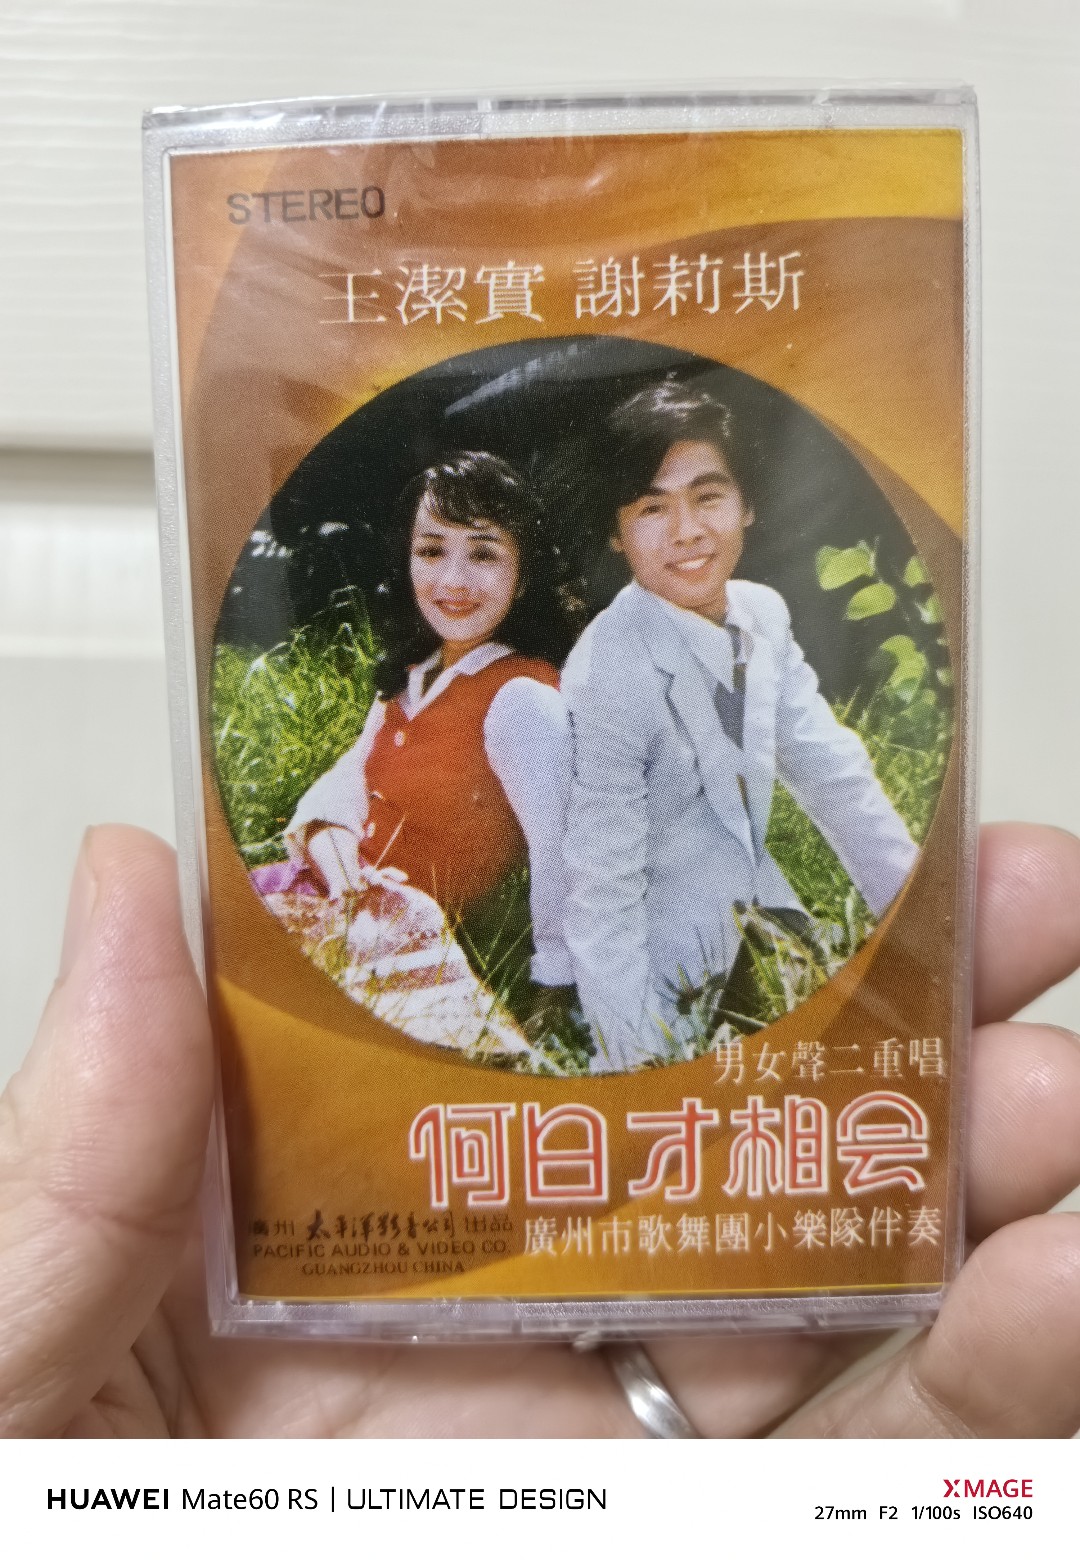 STEREO
王潔實 謝莉斯
男女聲二重唱
何日才相会
廣州 太平洋影音公司 出品
PACIFIC AUDIO & VIDEO CO.
GUANGZHOU CHINA
廣州市歌舞團小樂隊伴奏
HUAWEI Mate60 RS | ULTIMATE DESIGN
XMAGE
27mm F2 1/100s ISO640